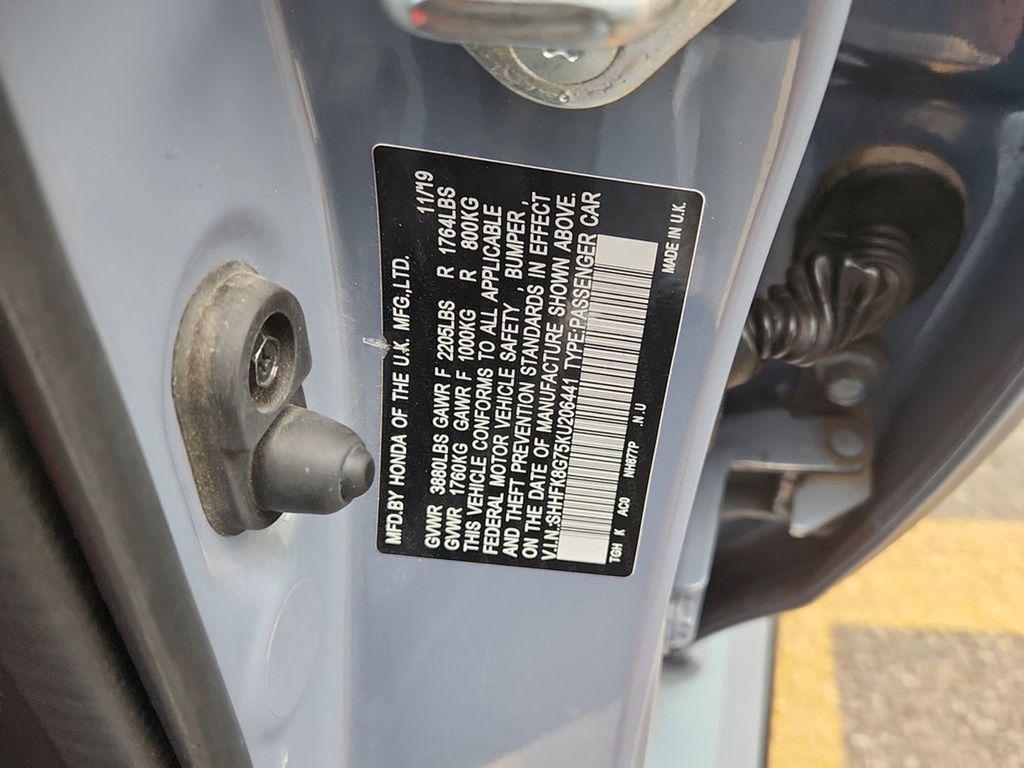 MFD.BY HONDA OF THE U.K. MFG.,LTD. 11/19
GVWR 3880LBS GAWR F 2205LBS R 1764LBS
GVWR 1760KG GAWR F 1000KG R 800KG
THIS VEHICLE CONFORMS TO ALL APPLICABLE
FEDERAL MOTOR VEHICLE SAFETY , BUMPER ,
AND THEFT PREVENTION STANDARDS IN EFFECT
ON THE DATE OF MANUFACTURE SHOWN ABOVE.
V.I.N.:SHHFK8G75KU206441 TYPE:PASSENGER CAR
TGH K AG0 NH877P .N.U MADE IN U.K.